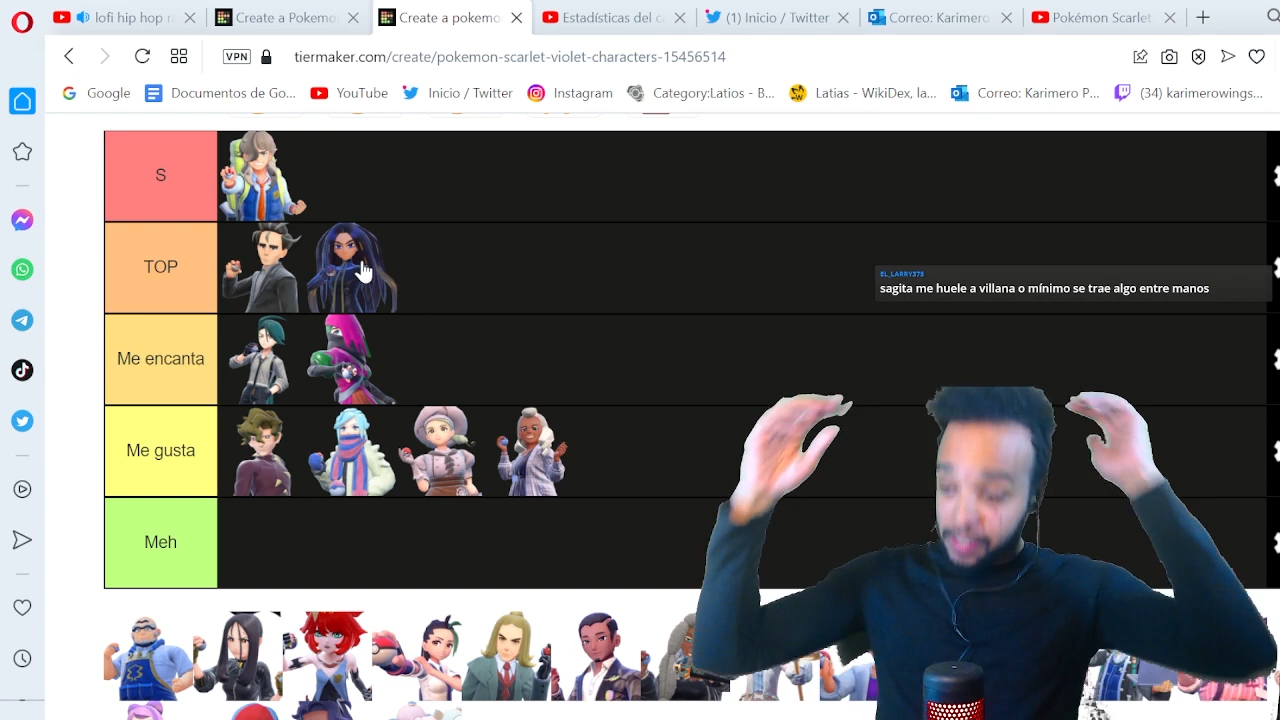 lofi hip hop r
Create a Pokemo
Create a pokemo
Estadísticas de
(1) Inicio / Twitter
Correo Karimero
Pokémon Scarlet
VPN
tiermaker.com/create/pokemon-scarlet-violet-characters-15456514
Google
Documentos de Go...
YouTube
Inicio / Twitter
Instagram
Category:Latios - B...
Latias - WikiDex, la...
Correo: Karimero P...
(34) karimerowings...
S
TOP
EL_LARRY378
sagita me huele a villana o mínimo se trae algo entre manos
Me encanta
Me gusta
Meh